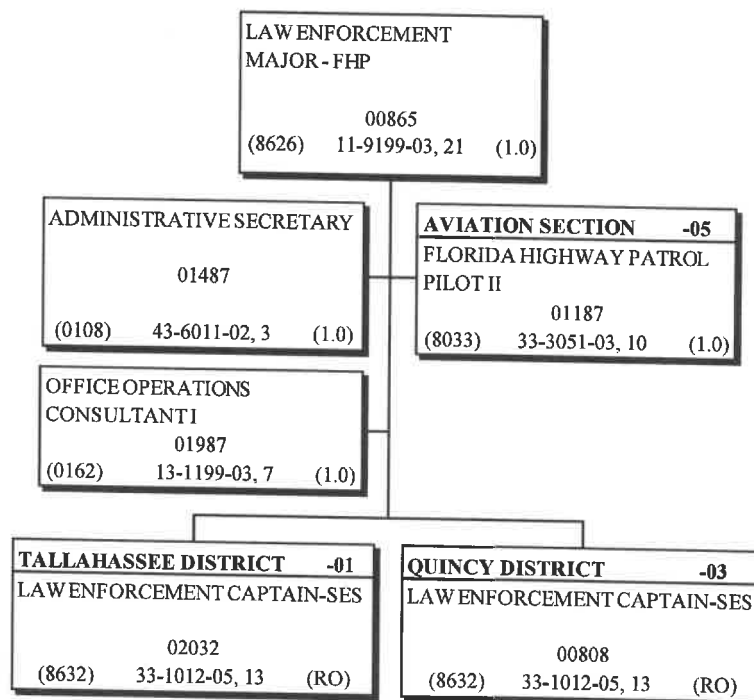 LAW ENFORCEMENT
MAJOR - FHP
00865
(8626) 11-9199-03, 21 (1.0)
ADMINISTRATIVE SECRETARY
01487
(0108) 43-6011-02, 3 (1.0)
AVIATION SECTION -05
FLORIDA HIGHWAY PATROL
PILOT II
01187
(8033) 33-3051-03, 10 (1.0)
OFFICE OPERATIONS
CONSULTANT I
01987
(0162) 13-1199-03, 7 (1.0)
TALLAHASSEE DISTRICT -01
LAW ENFORCEMENT CAPTAIN-SES
02032
(8632) 33-1012-05, 13 (RO)
QUINCY DISTRICT -03
LAW ENFORCEMENT CAPTAIN-SES
00808
(8632) 33-1012-05, 13 (RO)